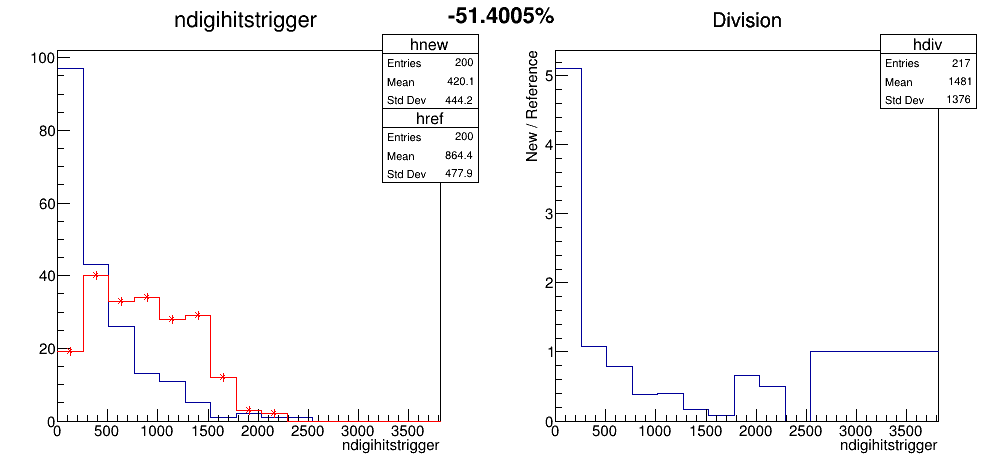 -51.4005%
ndigihitstrigger
hnew
Entries 200
Mean 420.1
Std Dev 444.2
href
Entries 200
Mean 864.4
Std Dev 477.9
100
80
60
40
20
0
0 500 1000 1500 2000 2500 3000 3500
ndigihitstrigger
Division
hdiv
Entries 217
Mean 1481
Std Dev 1376
New / Reference
5
4
3
2
1
0
0 500 1000 1500 2000 2500 3000 3500
ndigihitstrigger